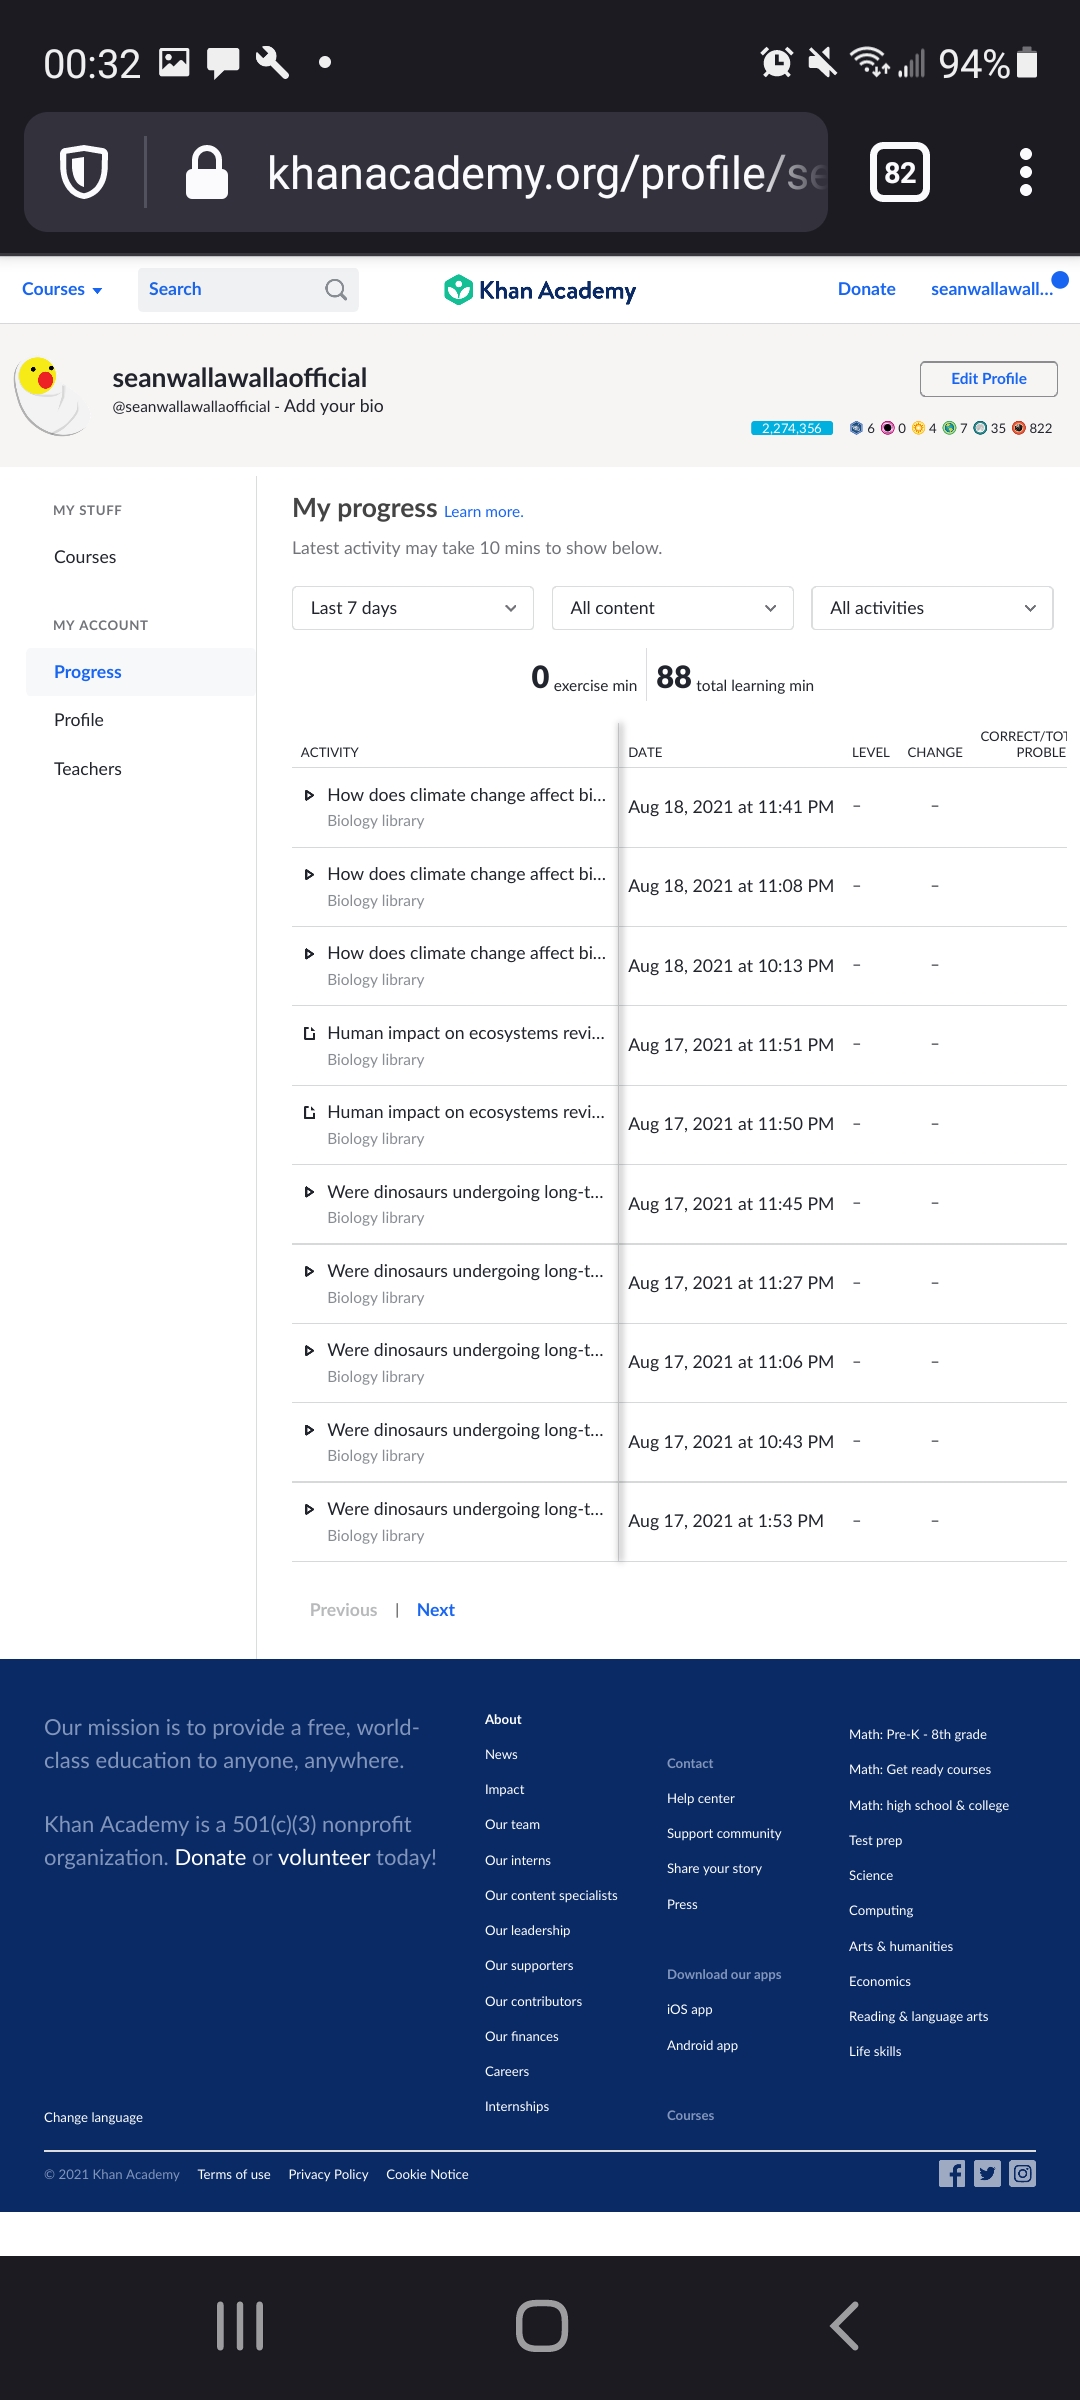 00:32
94%
khanacademy.org/profile/se
82
Courses
Search
Khan Academy
Donate
seanwallawall...
seanwallawallaofficial
@seanwallawallaofficial - Add your bio
Edit Profile
2,274,356
6 0 4 7 35 822
MY STUFF
Courses
MY ACCOUNT
Progress
Profile
Teachers
My progress Learn more.
Latest activity may take 10 mins to show below.
Last 7 days
All content
All activities
0 exercise min
88 total learning min
ACTIVITY
DATE
LEVEL
CHANGE
CORRECT/TOT
PROBLE
How does climate change affect bi...
Biology library
Aug 18, 2021 at 11:41 PM – –
How does climate change affect bi...
Biology library
Aug 18, 2021 at 11:08 PM – –
How does climate change affect bi...
Biology library
Aug 18, 2021 at 10:13 PM – –
Human impact on ecosystems revi...
Biology library
Aug 17, 2021 at 11:51 PM – –
Human impact on ecosystems revi...
Biology library
Aug 17, 2021 at 11:50 PM – –
Were dinosaurs undergoing long-t...
Biology library
Aug 17, 2021 at 11:45 PM – –
Were dinosaurs undergoing long-t...
Biology library
Aug 17, 2021 at 11:27 PM – –
Were dinosaurs undergoing long-t...
Biology library
Aug 17, 2021 at 11:06 PM – –
Were dinosaurs undergoing long-t...
Biology library
Aug 17, 2021 at 10:43 PM – –
Were dinosaurs undergoing long-t...
Biology library
Aug 17, 2021 at 1:53 PM – –
Previous | Next
Our mission is to provide a free, world-
class education to anyone, anywhere.
Khan Academy is a 501(c)(3) nonprofit
organization. Donate or volunteer today!
About
News
Impact
Our team
Our interns
Our content specialists
Our leadership
Our supporters
Our contributors
Our finances
Careers
Internships
Contact
Help center
Support community
Share your story
Press
Download our apps
iOS app
Android app
Courses
Math: Pre-K - 8th grade
Math: Get ready courses
Math: high school & college
Test prep
Science
Computing
Arts & humanities
Economics
Reading & language arts
Life skills
Change language
© 2021 Khan Academy
Terms of use
Privacy Policy
Cookie Notice